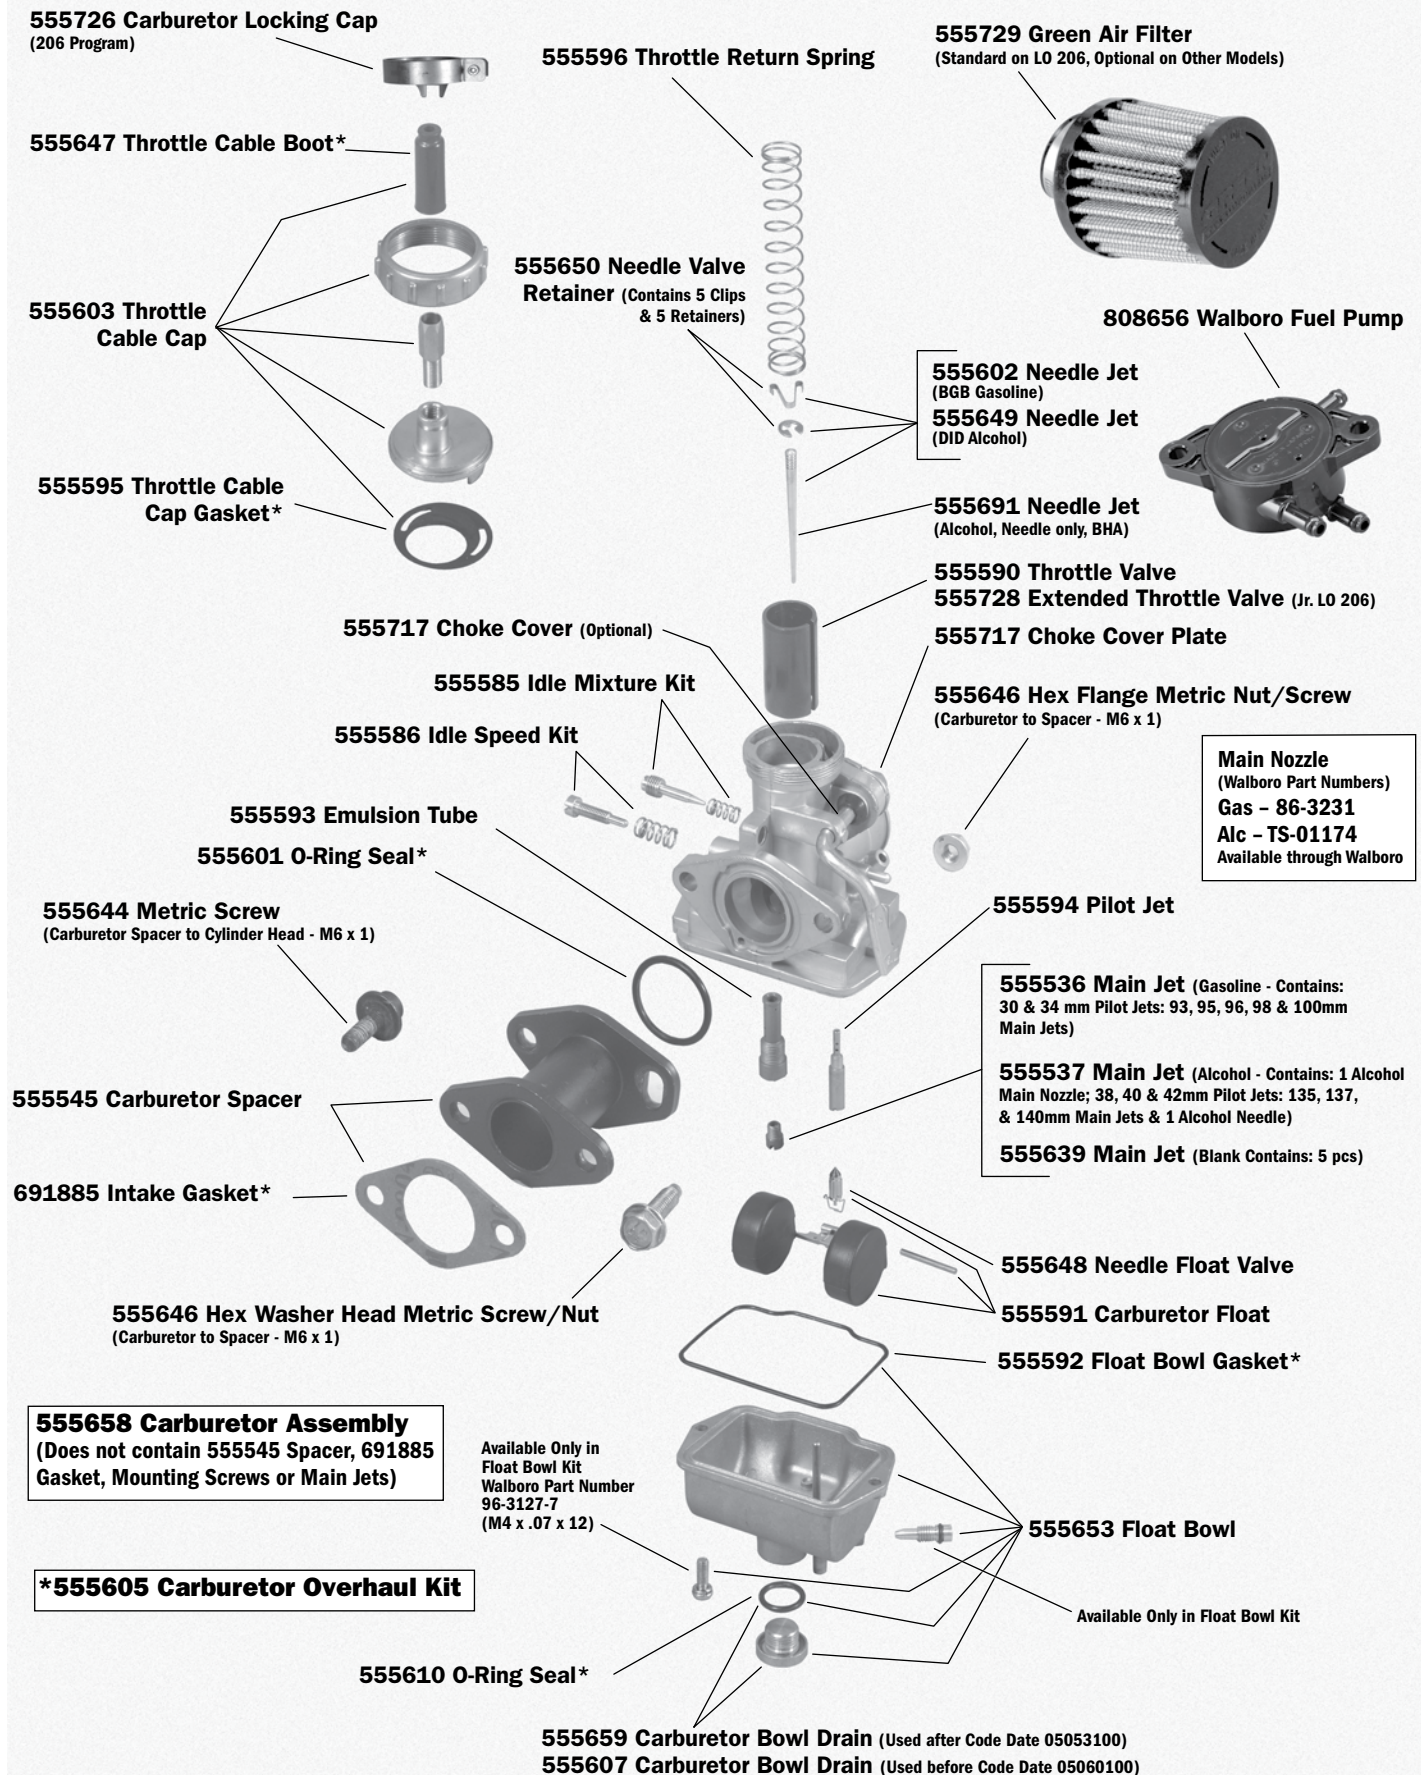 555726 Carburetor Locking Cap
(206 Program)
555596 Throttle Return Spring
555729 Green Air Filter
(Standard on LO 206, Optional on Other Models)
555647 Throttle Cable Boot*
555650 Needle Valve
Retainer (Contains 5 Clips
& 5 Retainers)
555603 Throttle
Cable Cap
808656 Walboro Fuel Pump
555602 Needle Jet
(BGB Gasoline)
555649 Needle Jet
(DID Alcohol)
555595 Throttle Cable
Cap Gasket*
555691 Needle Jet
(Alcohol, Needle only, BHA)
555590 Throttle Valve
555728 Extended Throttle Valve (Jr. LO 206)
555717 Choke Cover (Optional)
555717 Choke Cover Plate
555585 Idle Mixture Kit
555646 Hex Flange Metric Nut/Screw
(Carburetor to Spacer - M6 x 1)
555586 Idle Speed Kit
Main Nozzle
(Walboro Part Numbers)
Gas – 86-3231
Alc – TS-01174
Available through Walboro
555593 Emulsion Tube
555601 O-Ring Seal*
555644 Metric Screw
(Carburetor Spacer to Cylinder Head - M6 x 1)
555594 Pilot Jet
555536 Main Jet (Gasoline - Contains:
30 & 34 mm Pilot Jets: 93, 95, 96, 98 & 100mm
Main Jets)
555537 Main Jet (Alcohol - Contains: 1 Alcohol
Main Nozzle; 38, 40 & 42mm Pilot Jets: 135, 137,
& 140mm Main Jets & 1 Alcohol Needle)
555639 Main Jet (Blank Contains: 5 pcs)
555545 Carburetor Spacer
691885 Intake Gasket*
555648 Needle Float Valve
555591 Carburetor Float
555646 Hex Washer Head Metric Screw/Nut
(Carburetor to Spacer - M6 x 1)
555592 Float Bowl Gasket*
555658 Carburetor Assembly
(Does not contain 555545 Spacer, 691885
Gasket, Mounting Screws or Main Jets)
Available Only in
Float Bowl Kit
Walboro Part Number
96-3127-7
(M4 x .07 x 12)
555653 Float Bowl
*555605 Carburetor Overhaul Kit
Available Only in Float Bowl Kit
555610 O-Ring Seal*
555659 Carburetor Bowl Drain (Used after Code Date 05053100)
555607 Carburetor Bowl Drain (Used before Code Date 05060100)